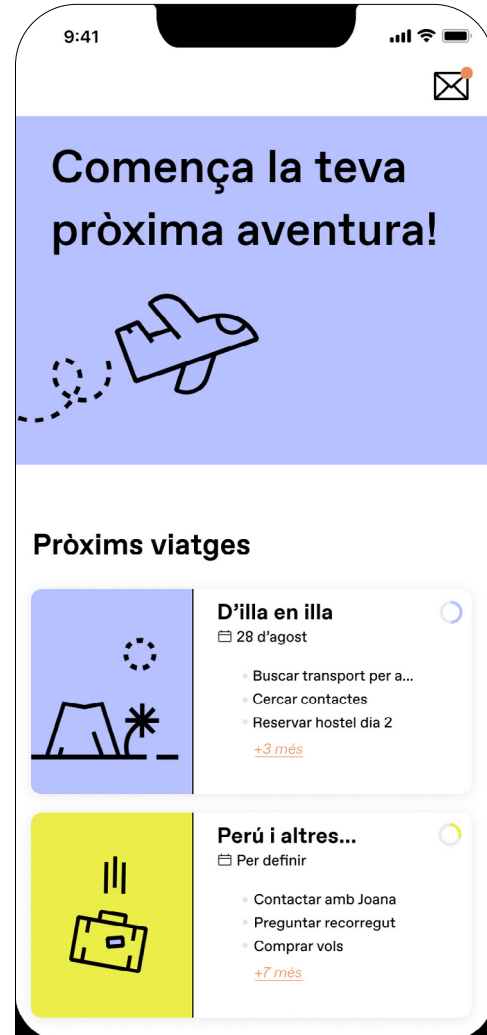 9:41
Comença la teva
pròxima aventura!
Pròxims viatges
D’illa en illa
28 d’agost
Buscar transport per a...
Cercar contactes
Reservar hostel dia 2
+3 més
Perú i altres...
Per definir
Contactar amb Joana
Preguntar recorregut
Comprar vols
+7 més